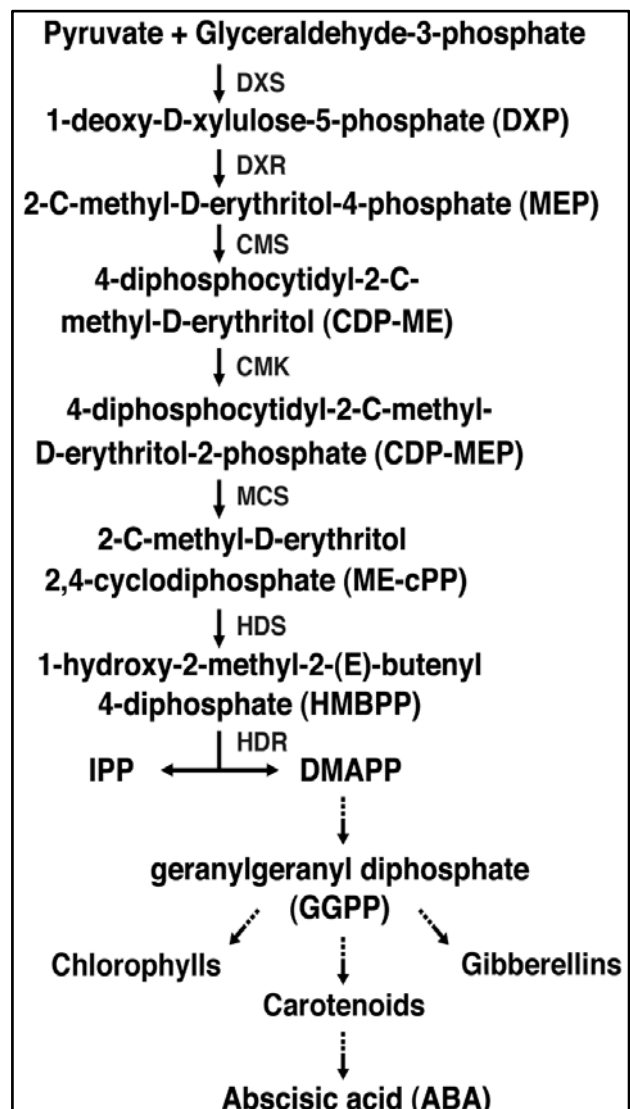 Pyruvate + Glyceraldehyde-3-phosphate
DXS
1-deoxy-D-xylulose-5-phosphate (DXP)
DXR
2-C-methyl-D-erythritol-4-phosphate (MEP)
CMS
4-diphosphocytidyl-2-C-
methyl-D-erythritol (CDP-ME)
CMK
4-diphosphocytidyl-2-C-methyl-
D-erythritol-2-phosphate (CDP-MEP)
MCS
2-C-methyl-D-erythritol
2,4-cyclodiphosphate (ME-cPP)
HDS
1-hydroxy-2-methyl-2-(E)-butenyl
4-diphosphate (HMBPP)
HDR
IPP DMAPP
geranylgeranyl diphosphate
(GGPP)
Chlorophylls Gibberellins
Carotenoids
Abscisic acid (ABA)